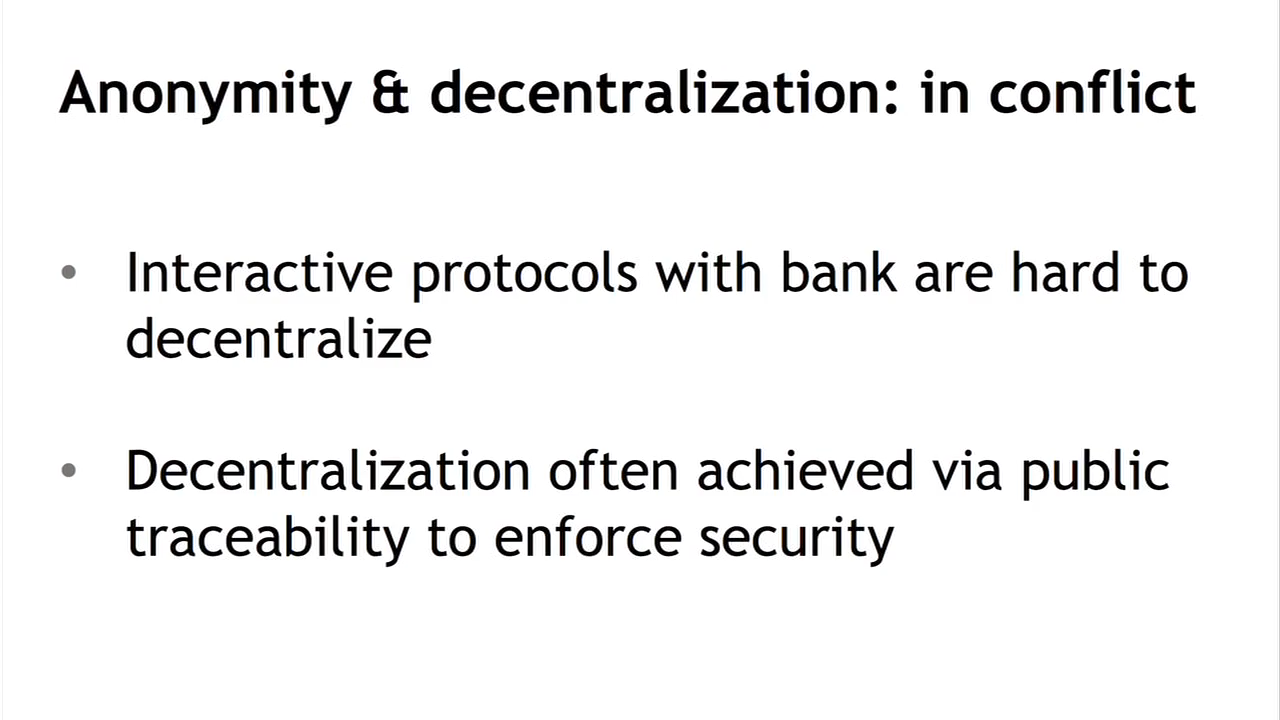 Anonymity & decentralization: in conflict
• Interactive protocols with bank are hard to
decentralize
• Decentralization often achieved via public
traceability to enforce security